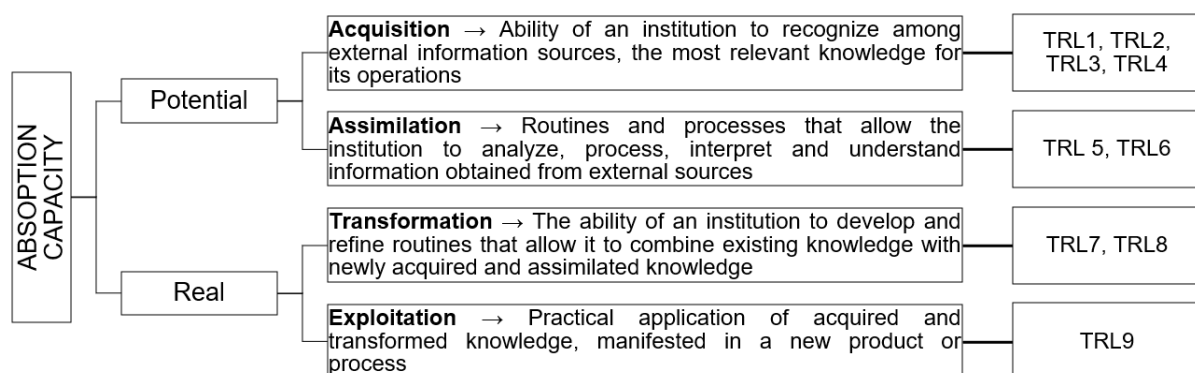 ABSOPTION
CAPACITY
Potential
Acquisition → Ability of an institution to recognize among
external information sources, the most relevant knowledge for
its operations
TRL1, TRL2,
TRL3, TRL4
Assimilation → Routines and processes that allow the
institution to analyze, process, interpret and understand
information obtained from external sources
TRL 5, TRL6
Real
Transformation → The ability of an institution to develop and
refine routines that allow it to combine existing knowledge with
newly acquired and assimilated knowledge
TRL7, TRL8
Exploitation → Practical application of acquired and
transformed knowledge, manifested in a new product or
process
TRL9